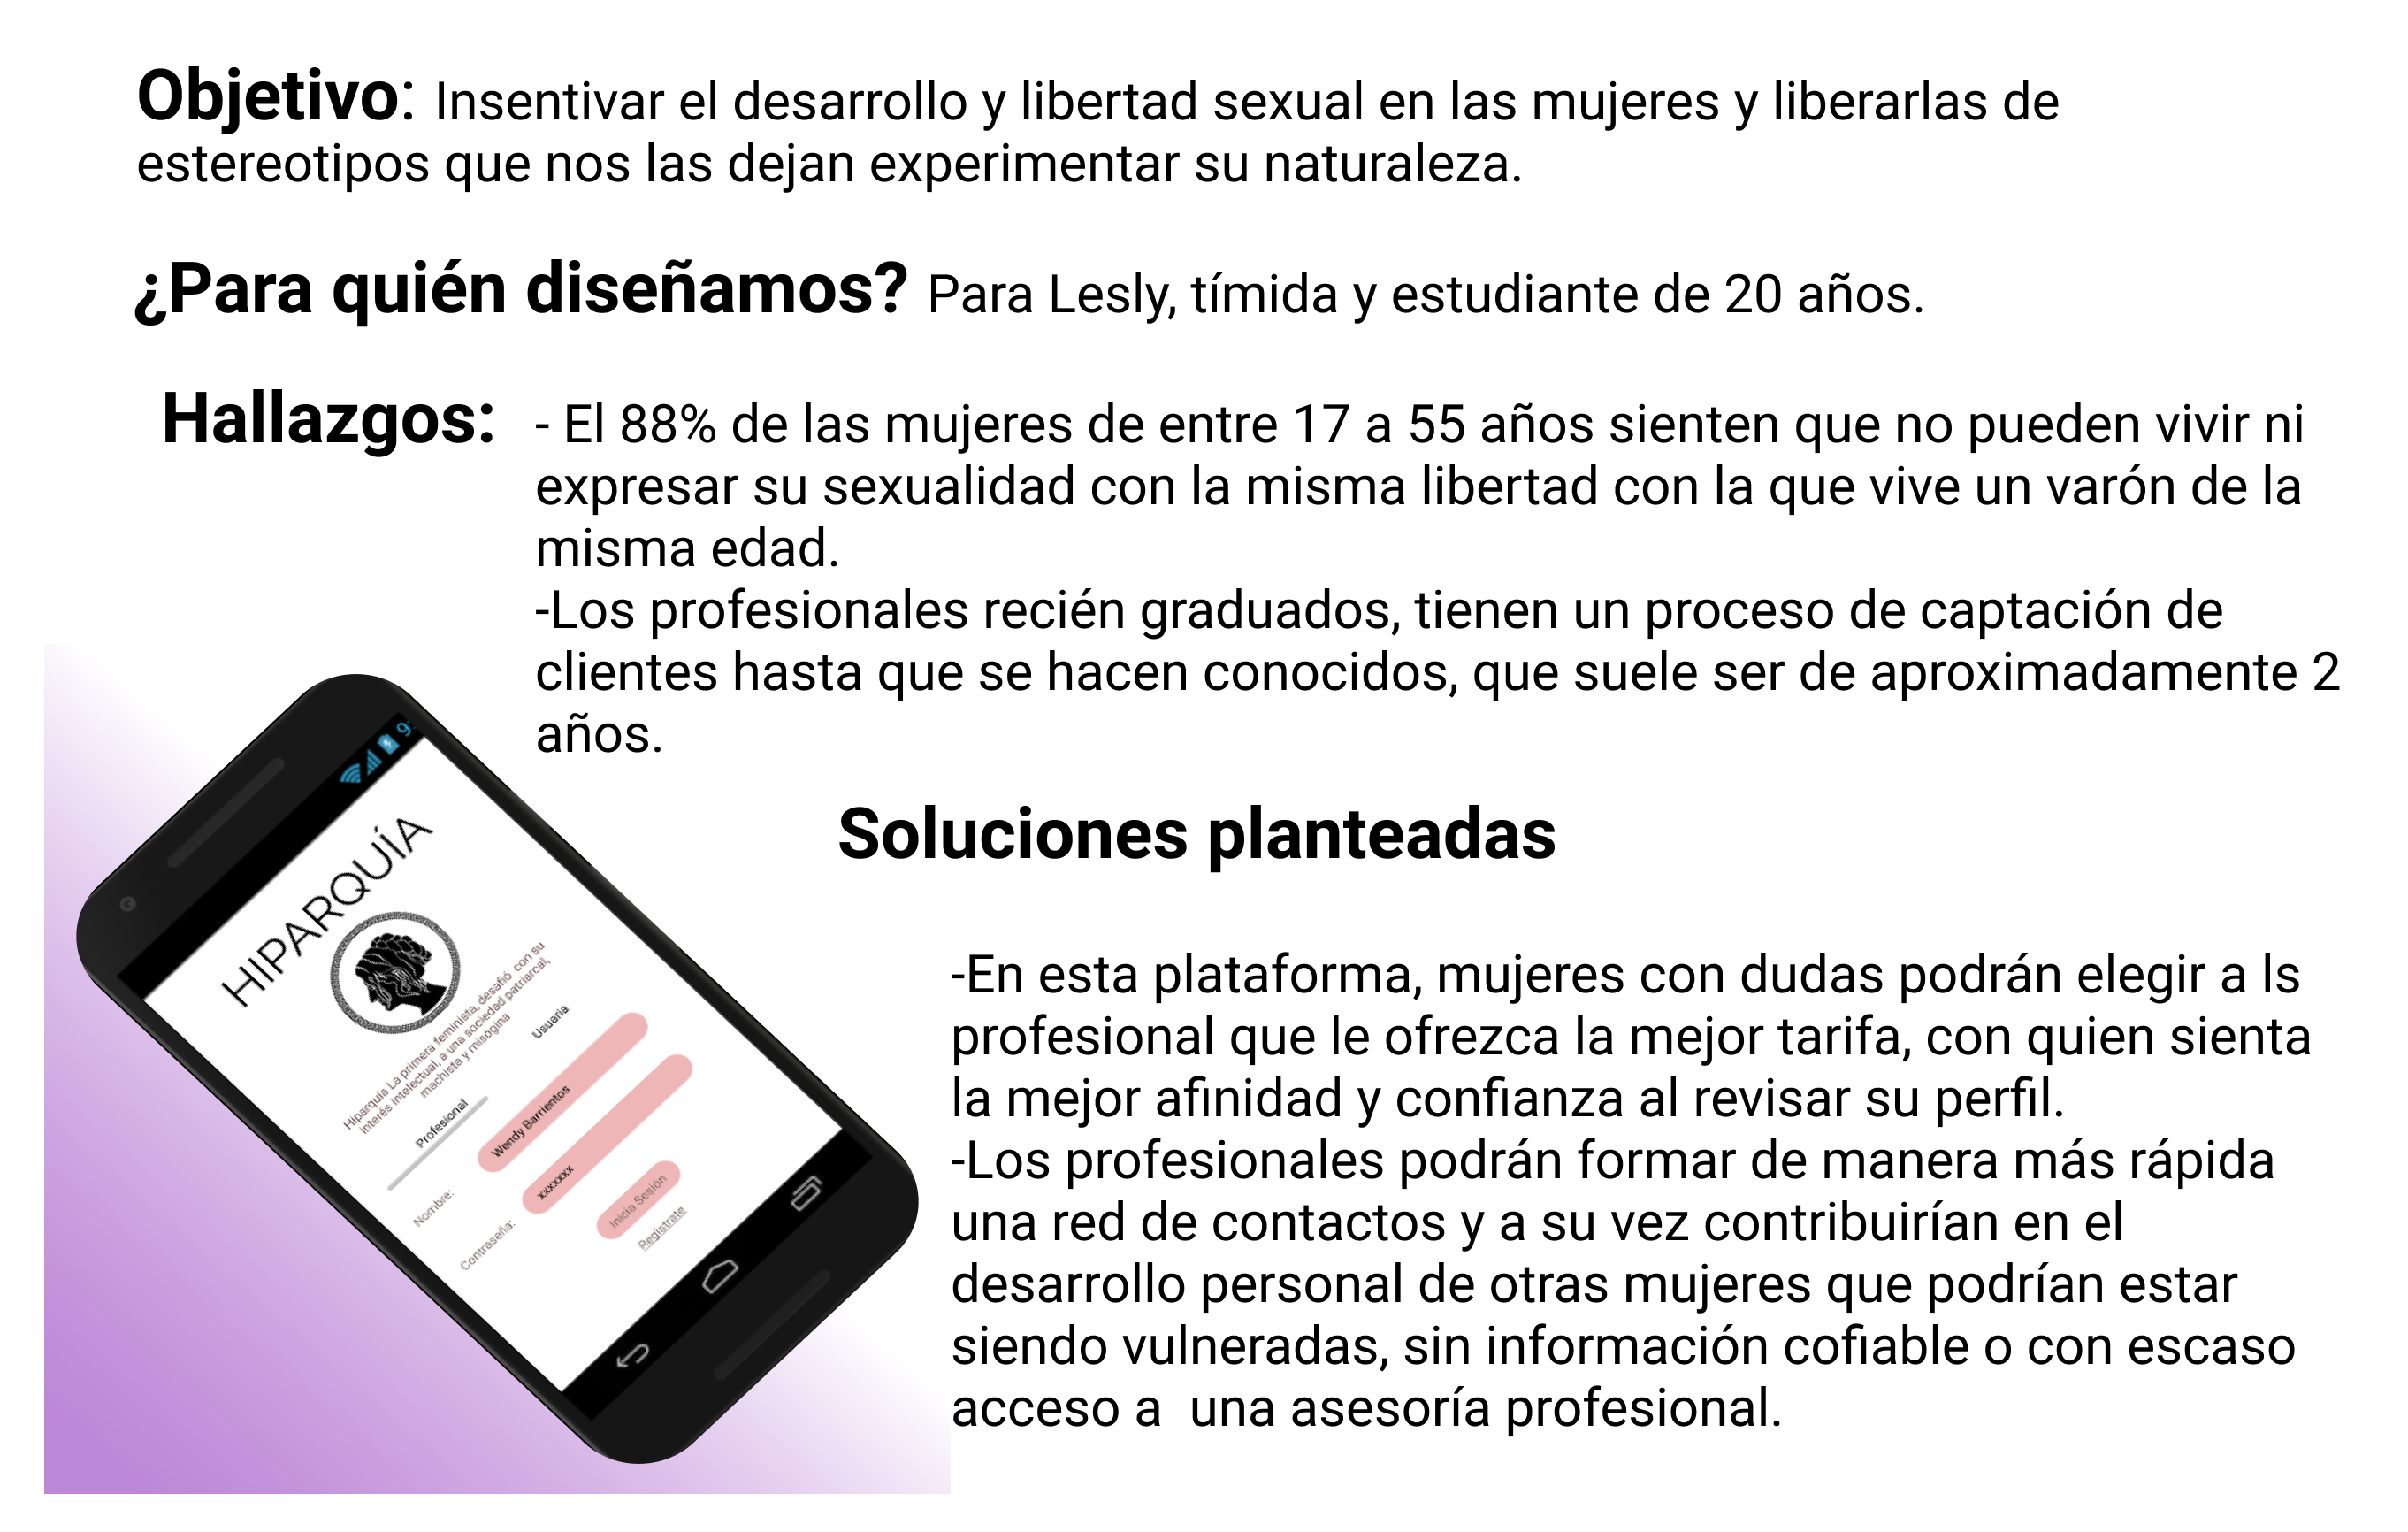 Objetivo: Insentivar el desarrollo y libertad sexual en las mujeres y liberarlas de
estereotipos que nos las dejan experimentar su naturaleza.
¿Para quién diseñamos? Para Lesly, tímida y estudiante de 20 años.
Hallazgos: - El 88% de las mujeres de entre 17 a 55 años sienten que no pueden vivir ni
expresar su sexualidad con la misma libertad con la que vive un varón de la
misma edad.
-Los profesionales recién graduados, tienen un proceso de captación de
clientes hasta que se hacen conocidos, que suele ser de aproximadamente 2
años.
Soluciones planteadas
-En esta plataforma, mujeres con dudas podrán elegir a ls
profesional que le ofrezca la mejor tarifa, con quien sienta
la mejor afinidad y confianza al revisar su perfil.
-Los profesionales podrán formar de manera más rápida
una red de contactos y a su vez contribuirían en el
desarrollo personal de otras mujeres que podrían estar
siendo vulneradas, sin información cofiable o con escaso
acceso a  una asesoría profesional.
9:
HIPARQUÍA
Hiparquia La primera feminista, desafió con su
interés intelectual, a una sociedad patriarcal,
machista y misógina
Profesional Usuaria
Nombre: Wendy Barrientos
Contraseña: xxxxxxx
Inicia Sesión
Registrate